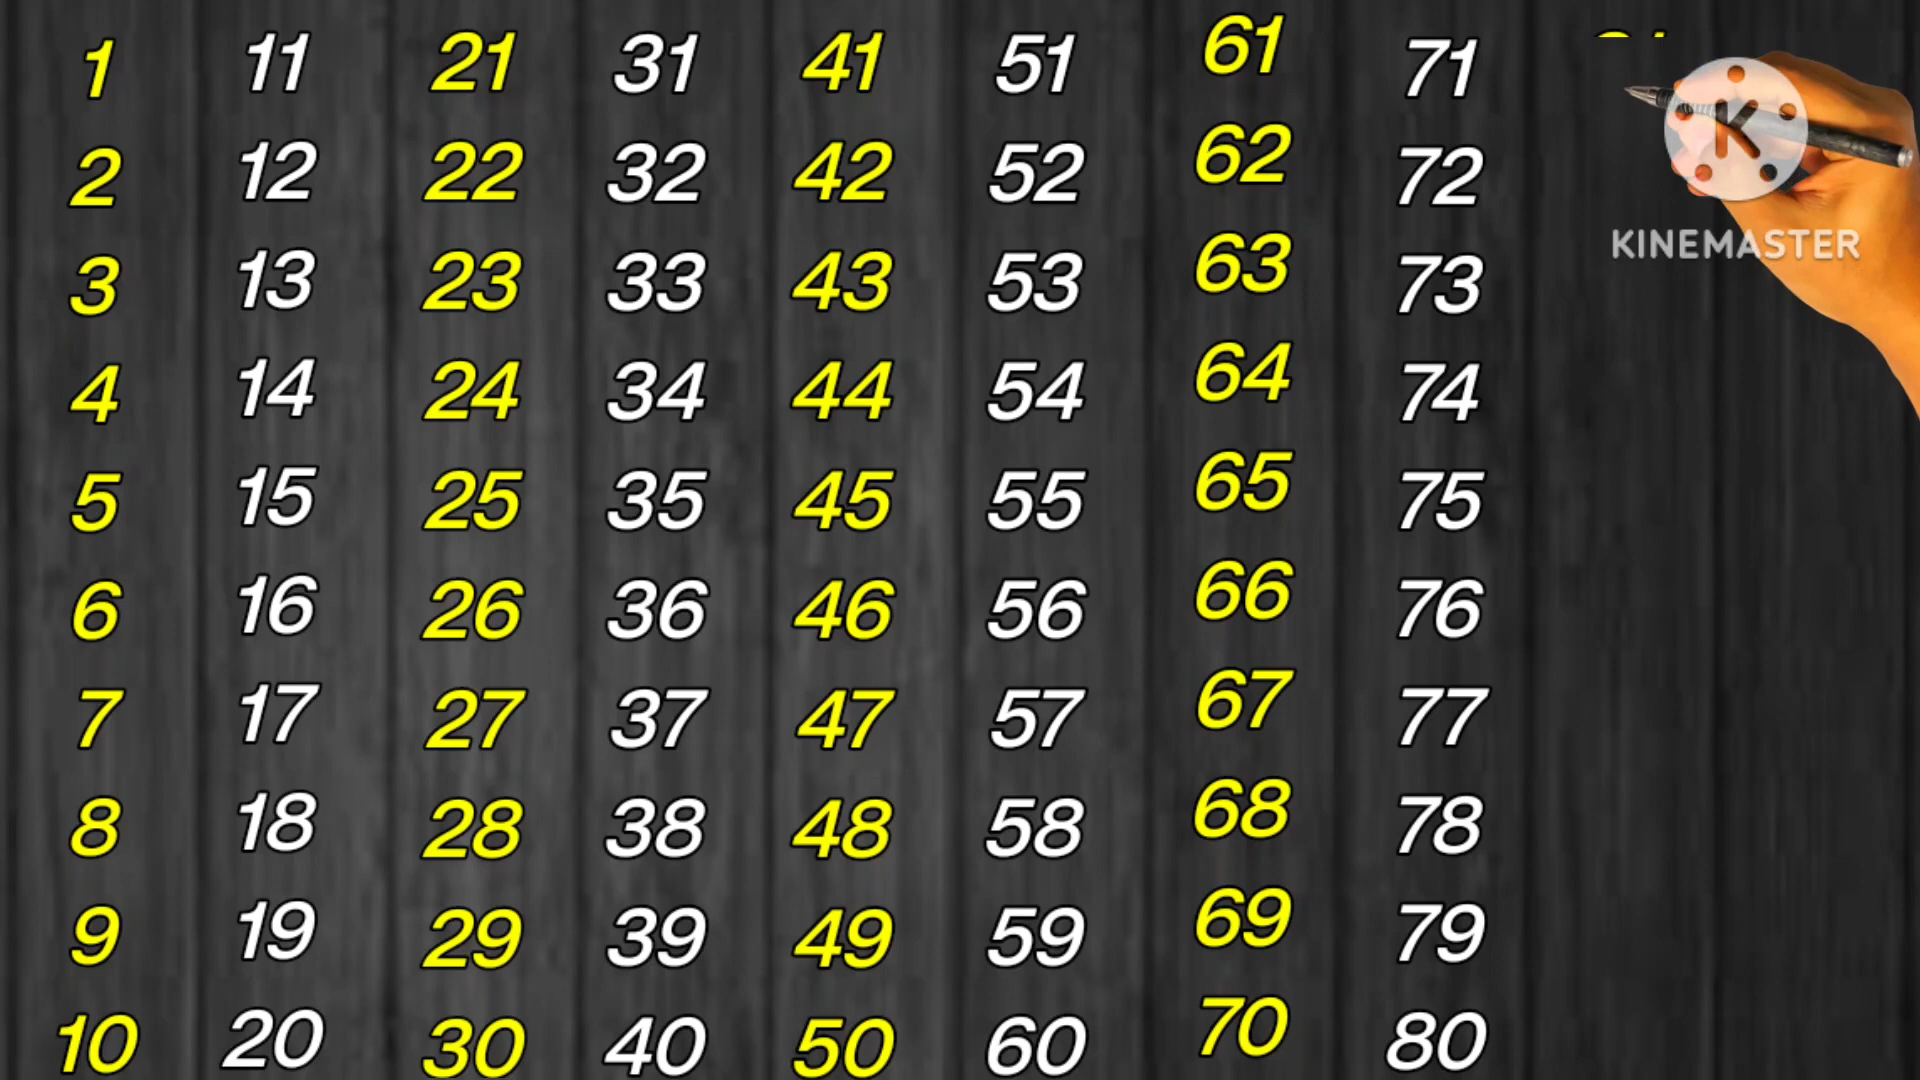 1 11 21 31 41 51 61 71
2 12 22 32 42 52 62 72
3 13 23 33 43 53 63 73
4 14 24 34 44 54 64 74
5 15 25 35 45 55 65 75
6 16 26 36 46 56 66 76
7 17 27 37 47 57 67 77
8 18 28 38 48 58 68 78
9 19 29 39 49 59 69 79
10 20 30 40 50 60 70 80
K
KINEMASTER